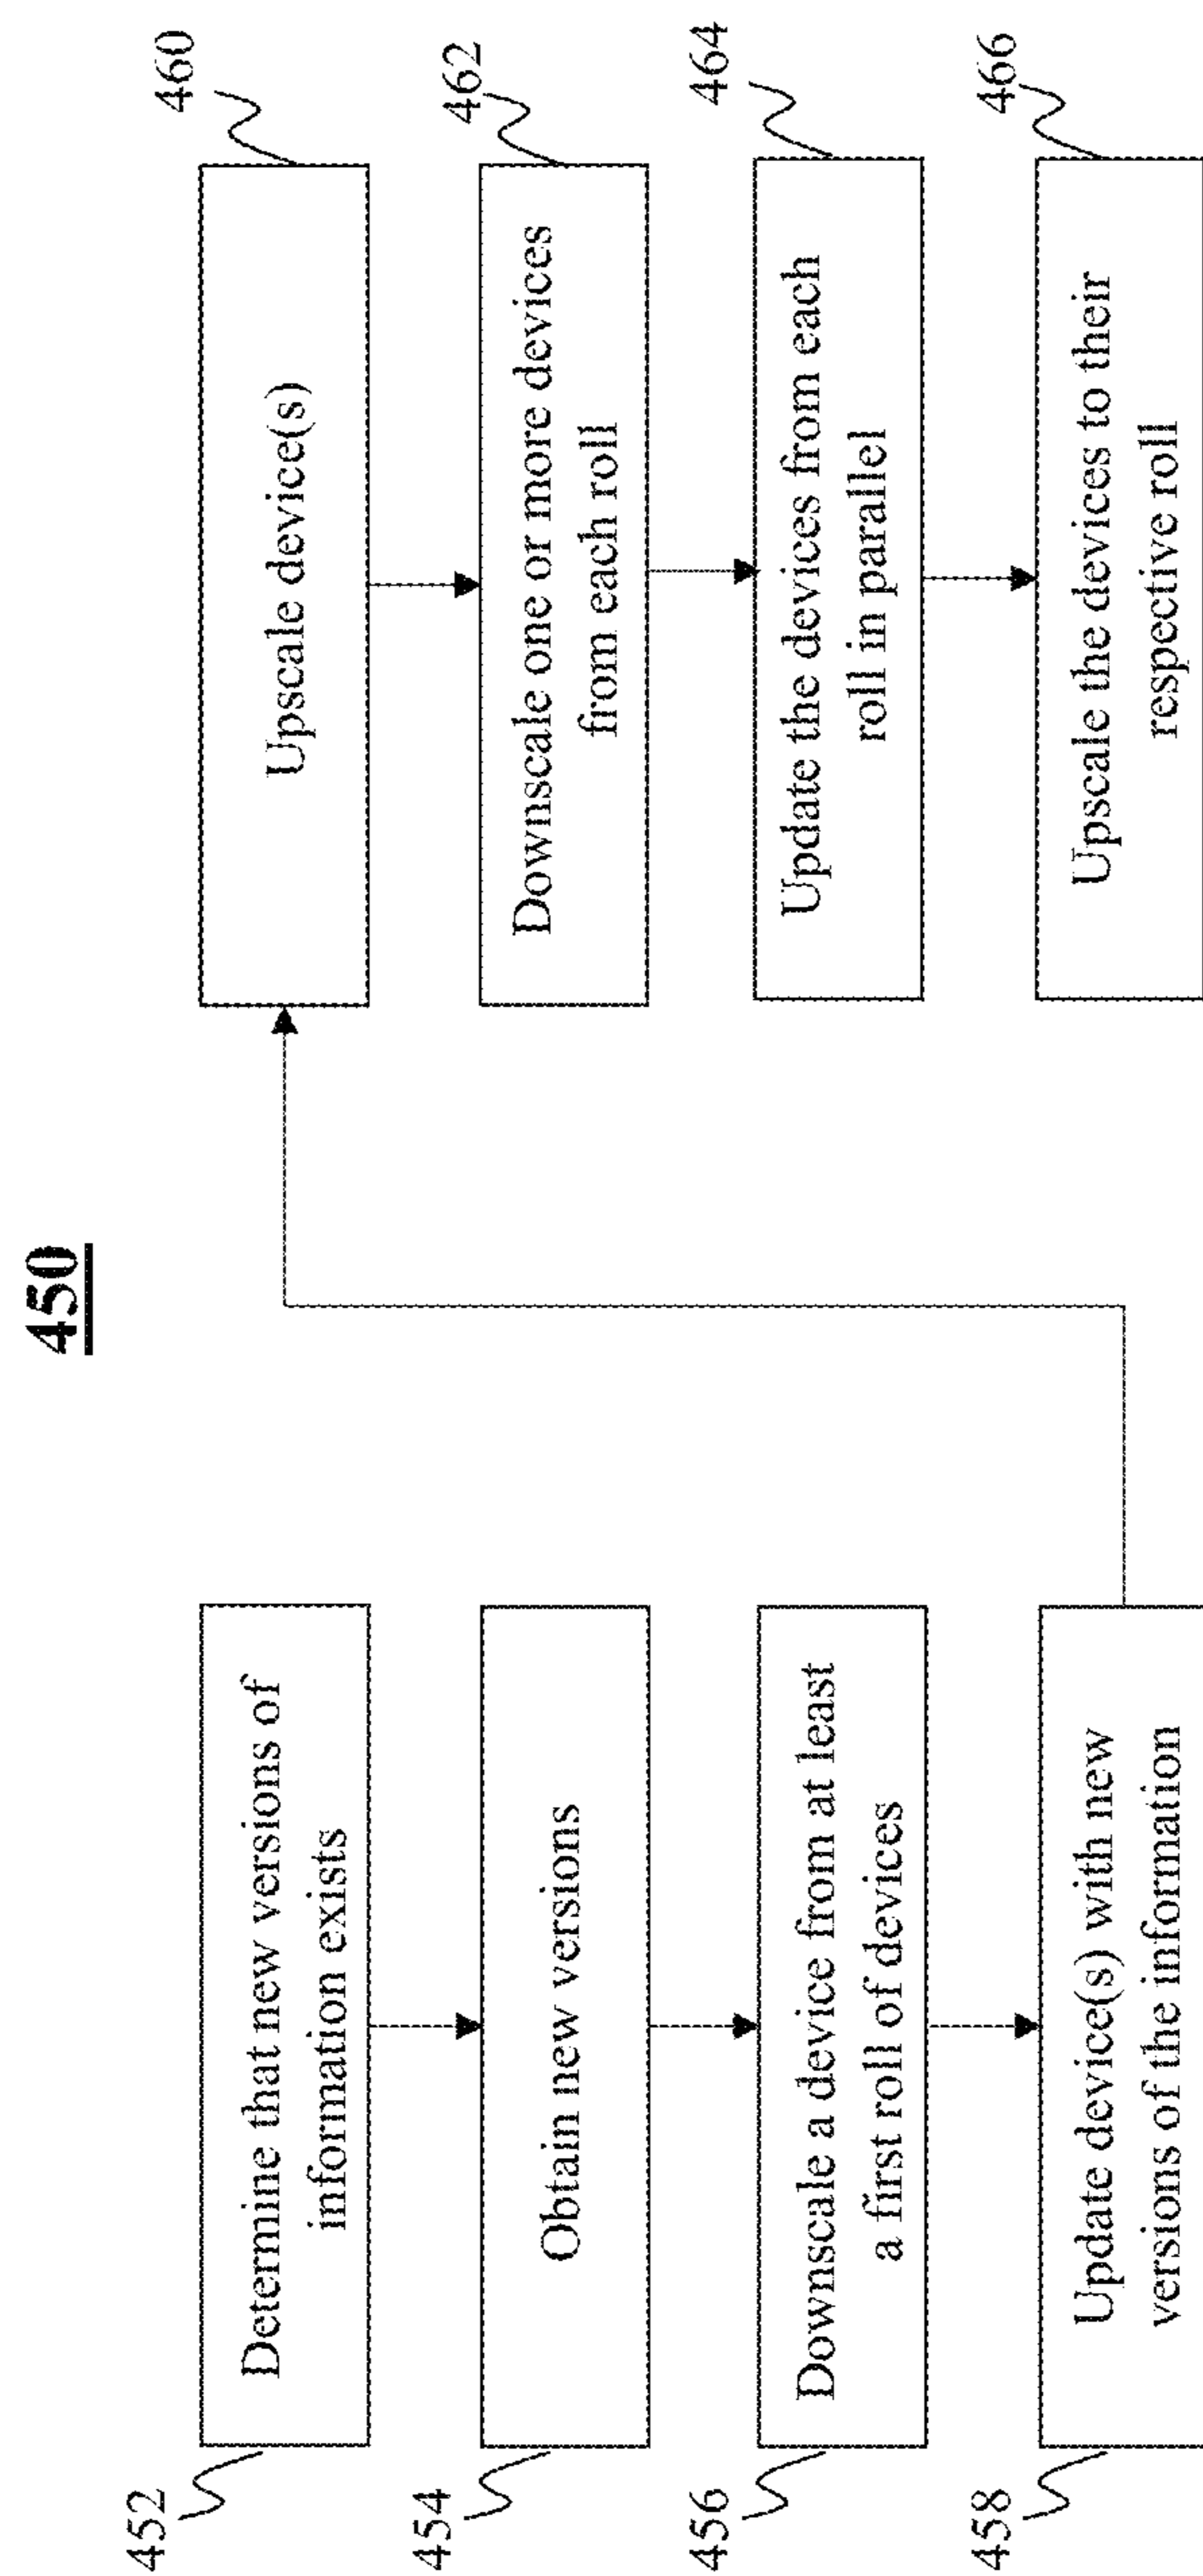 450
452
Determine that new versions of
information exists
454
Obtain new versions
456
Downscale a device from at least
a first roll of devices
458
Update device(s) with new
versions of the information
460
Upscale device(s)
462
Downscale one or more devices
from each roll
464
Update the devices from each
roll in parallel
466
Upscale the devices to their
respective roll